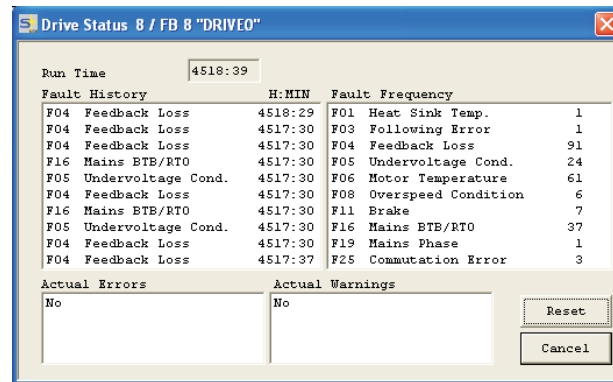 Drive Status 8 / FB 8 "DRIVE0"
Run Time 4518:39
Fault History H:MIN
F04 Feedback Loss 4518:29
F04 Feedback Loss 4517:30
F16 Mains BTB/RTO 4517:30
F05 Undervoltage Cond. 4517:30
F04 Feedback Loss 4517:30
F16 Mains BTB/RTO 4517:30
F05 Undervoltage Cond. 4517:30
F04 Feedback Loss 4517:30
F04 Feedback Loss 4517:37
Fault Frequency
F01 Heat Sink Temp. 1
F03 Following Error 1
F04 Feedback Loss 91
F05 Undervoltage Cond. 24
F06 Motor Temperature 61
F08 Overspeed Condition 6
F11 Brake 7
F16 Mains BTB/RTO 37
F19 Mains Phase 1
F25 Commutation Error 3
Actual Errors
No
Actual Warnings
No
Reset
Cancel